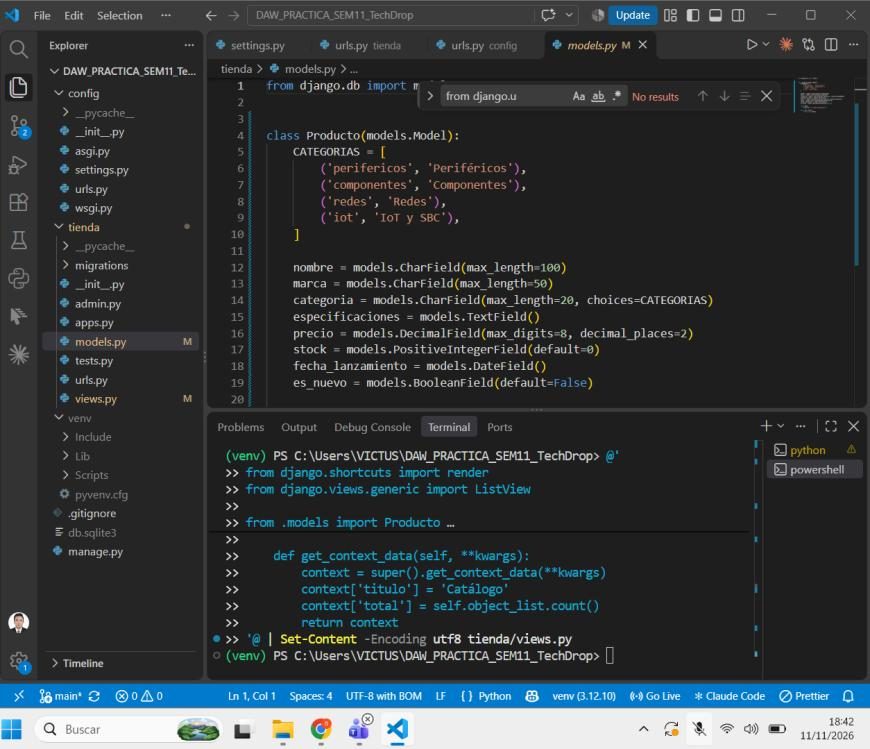 File Edit Selection ··· DAW_PRACTICA_SEM11_TechDrop Update
Explorer ···
DAW_PRACTICA_SEM11_Te...
config
__pycache__
__init__.py
asgi.py
settings.py
urls.py
wsgi.py
tienda
__pycache__
migrations
__init__.py
admin.py
apps.py
models.py M
tests.py
urls.py
views.py M
venv
Include
Lib
Scripts
pyvenv.cfg
.gitignore
db.sqlite3
manage.py
Timeline
2
1
settings.py urls.py tienda urls.py config models.py M
tienda > models.py > ...
from django.u Aa ab .* No results
1 from django.db import
2
3
4 class Producto(models.Model):
5 CATEGORIAS = [
6 ('perifericos', 'Periféricos'),
7 ('componentes', 'Componentes'),
8 ('redes', 'Redes'),
9 ('iot', 'IoT y SBC'),
10 ]
11
12 nombre = models.CharField(max_length=100)
13 marca = models.CharField(max_length=50)
14 categoria = models.CharField(max_length=20, choices=CATEGORIAS)
15 especificaciones = models.TextField()
16 precio = models.DecimalField(max_digits=8, decimal_places=2)
17 stock = models.PositiveIntegerField(default=0)
18 fecha_lanzamiento = models.DateField()
19 es_nuevo = models.BooleanField(default=False)
20
Problems Output Debug Console Terminal Ports
python
powershell
(venv) PS C:\Users\VICTUS\DAW_PRACTICA_SEM11_TechDrop> @'
>> from django.shortcuts import render
>> from django.views.generic import ListView
>>
>> from .models import Producto …
>>
>> def get_context_data(self, **kwargs):
>> context = super().get_context_data(**kwargs)
>> context['titulo'] = 'Catálogo'
>> context['total'] = self.object_list.count()
>> return context
>> '@ | Set-Content -Encoding utf8 tienda/views.py
(venv) PS C:\Users\VICTUS\DAW_PRACTICA_SEM11_TechDrop>
main* 0 0 Ln 1, Col 1 Spaces: 4 UTF-8 with BOM LF { } Python venv (3.12.10) Go Live Claude Code Prettier
Buscar
18:42
11/11/2026